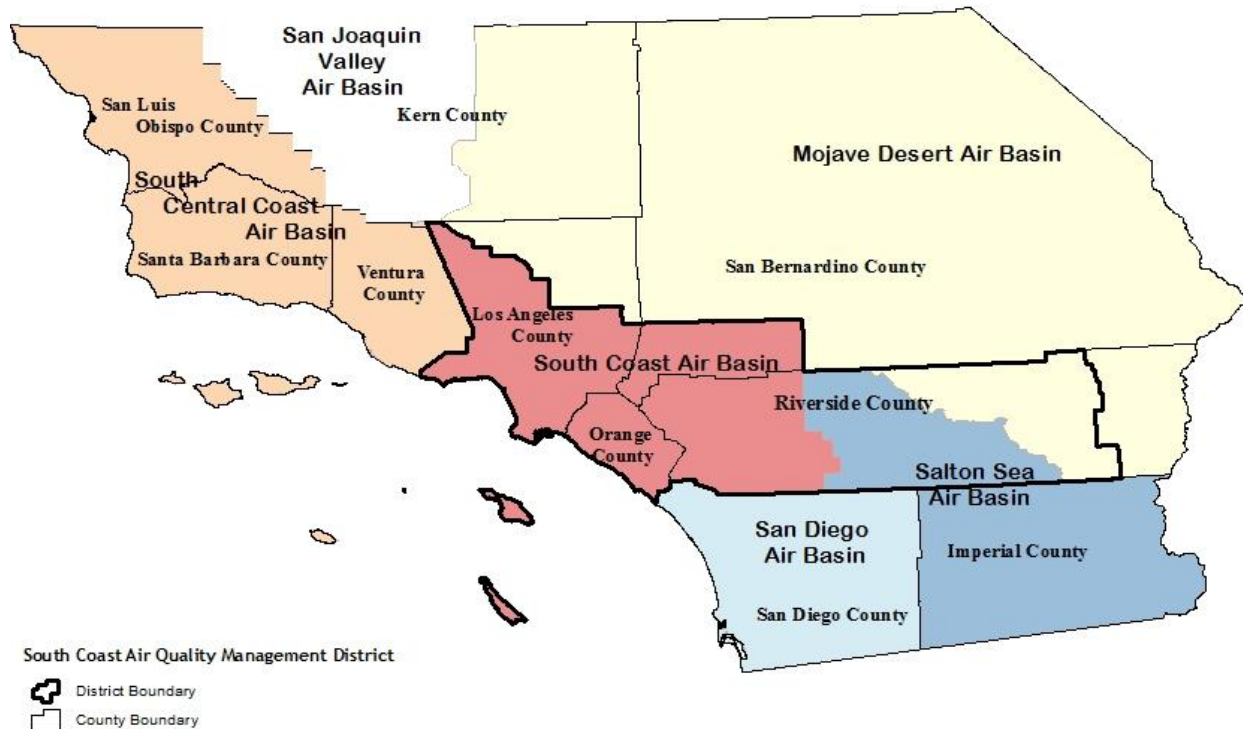 San Joaquin
Valley
Air Basin
San Luis
Obispo County
Kern County
Mojave Desert Air Basin
South
Central Coast
Air Basin
Santa Barbara County
Ventura
County
San Bernardino County
Los Angeles
County
South Coast Air Basin
Riverside County
Orange
County
Salton Sea
Air Basin
San Diego
Air Basin
Imperial County
San Diego County
South Coast Air Quality Management District
District Boundary
County Boundary